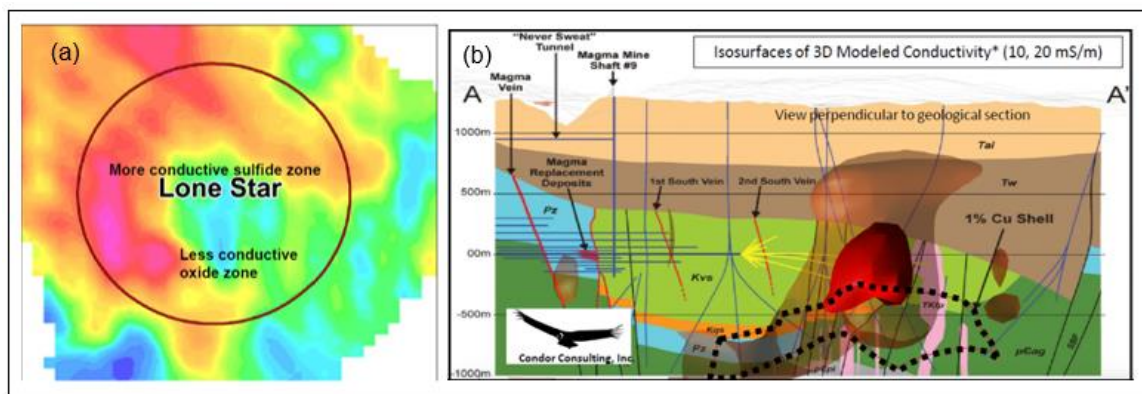 (a)
More conductive sulfide zone
Lone Star
Less conductive
oxide zone
(b)
"Never Sweat"
Tunnel
Magma Mine
Shaft #9
Isosurfaces of 3D Modeled Conductivity* (10, 20 mS/m)
Magma
Vein
A
A'
View perpendicular to geological section
1000m
Tal
Magma
Replacement
Deposits
1st South Vein
2nd South Vein
Tw
500m
Pz
1% Cu Shell
00m
Kvs
-500m
Kqs
Pz
pCag
Condor Consulting, Inc.
-1000m